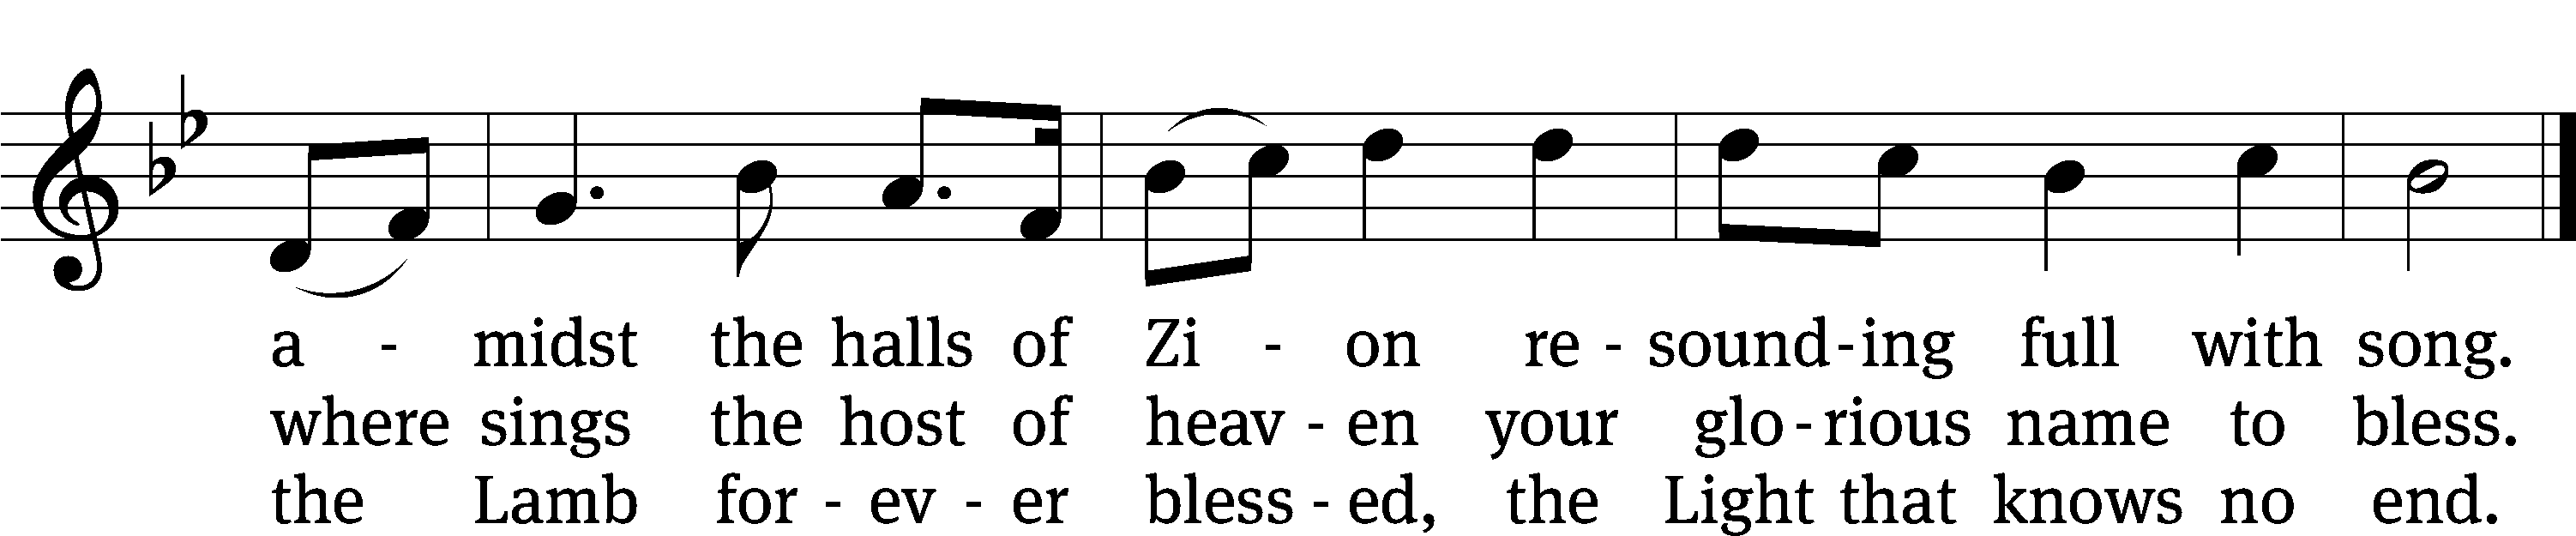 a - midst the halls of Zi - on re - sound - ing full with song.
where sings the host of heav - en your glo - rious name to bless.
the Lamb for - ev - er bless - ed, the Light that knows no end.